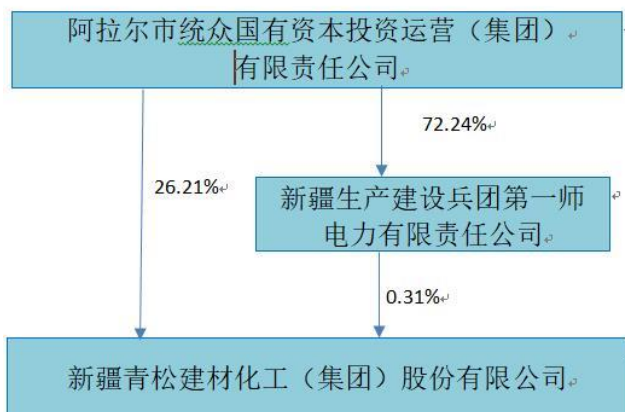 阿拉尔市统众国有资本投资运营（集团）
有限责任公司
72.24%
26.21%
新疆生产建设兵团第一师
电力有限责任公司
0.31%
新疆青松建材化工（集团）股份有限公司